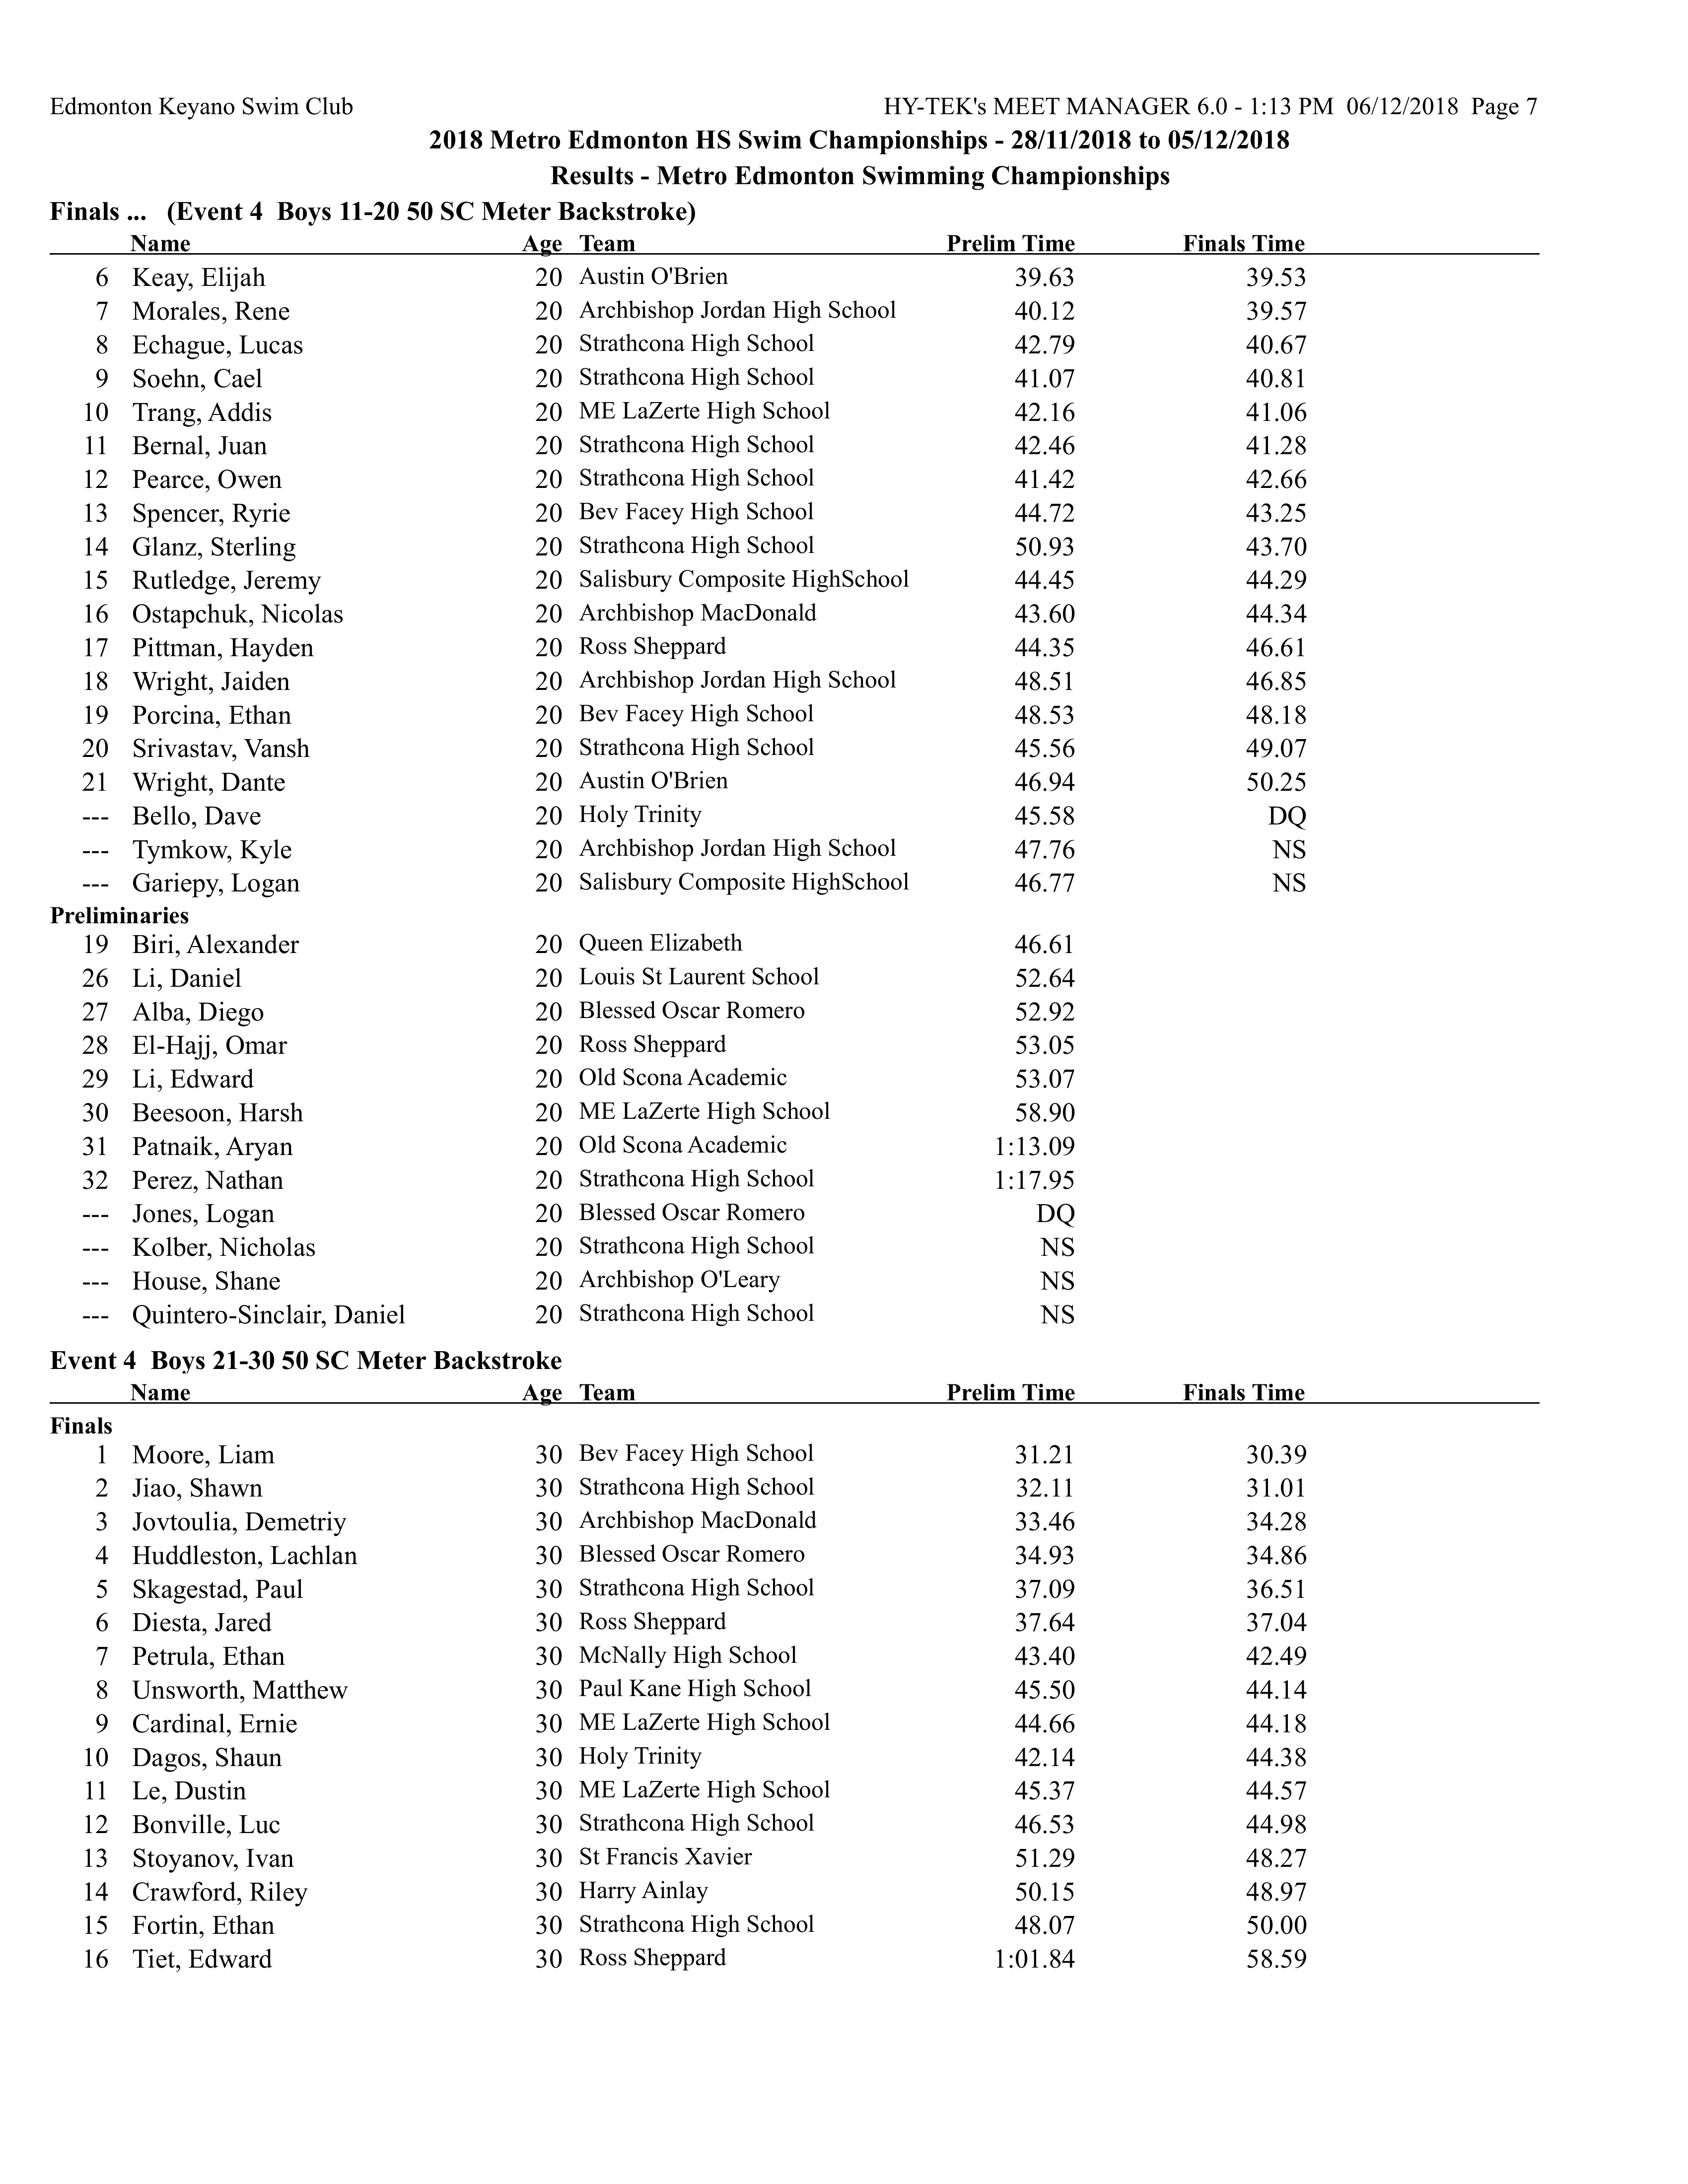 Edmonton Keyano Swim Club HY-TEK's MEET MANAGER 6.0 - 1:13 PM 06/12/2018 Page 7
2018 Metro Edmonton HS Swim Championships - 28/11/2018 to 05/12/2018
Results - Metro Edmonton Swimming Championships
Finals ... (Event 4 Boys 11-20 50 SC Meter Backstroke)
Name Age Team Prelim Time Finals Time
6 Keay, Elijah 20 Austin O'Brien 39.63 39.53
7 Morales, Rene 20 Archbishop Jordan High School 40.12 39.57
8 Echague, Lucas 20 Strathcona High School 42.79 40.67
9 Soehn, Cael 20 Strathcona High School 41.07 40.81
10 Trang, Addis 20 ME LaZerte High School 42.16 41.06
11 Bernal, Juan 20 Strathcona High School 42.46 41.28
12 Pearce, Owen 20 Strathcona High School 41.42 42.66
13 Spencer, Ryrie 20 Bev Facey High School 44.72 43.25
14 Glanz, Sterling 20 Strathcona High School 50.93 43.70
15 Rutledge, Jeremy 20 Salisbury Composite HighSchool 44.45 44.29
16 Ostapchuk, Nicolas 20 Archbishop MacDonald 43.60 44.34
17 Pittman, Hayden 20 Ross Sheppard 44.35 46.61
18 Wright, Jaiden 20 Archbishop Jordan High School 48.51 46.85
19 Porcina, Ethan 20 Bev Facey High School 48.53 48.18
20 Srivastav, Vansh 20 Strathcona High School 45.56 49.07
21 Wright, Dante 20 Austin O'Brien 46.94 50.25
--- Bello, Dave 20 Holy Trinity 45.58 DQ
--- Tymkow, Kyle 20 Archbishop Jordan High School 47.76 NS
--- Gariepy, Logan 20 Salisbury Composite HighSchool 46.77 NS
Preliminaries
19 Biri, Alexander 20 Queen Elizabeth 46.61
26 Li, Daniel 20 Louis St Laurent School 52.64
27 Alba, Diego 20 Blessed Oscar Romero 52.92
28 El-Hajj, Omar 20 Ross Sheppard 53.05
29 Li, Edward 20 Old Scona Academic 53.07
30 Beesoon, Harsh 20 ME LaZerte High School 58.90
31 Patnaik, Aryan 20 Old Scona Academic 1:13.09
32 Perez, Nathan 20 Strathcona High School 1:17.95
--- Jones, Logan 20 Blessed Oscar Romero DQ
--- Kolber, Nicholas 20 Strathcona High School NS
--- House, Shane 20 Archbishop O'Leary NS
--- Quintero-Sinclair, Daniel 20 Strathcona High School NS
Event 4 Boys 21-30 50 SC Meter Backstroke
Name Age Team Prelim Time Finals Time
Finals
1 Moore, Liam 30 Bev Facey High School 31.21 30.39
2 Jiao, Shawn 30 Strathcona High School 32.11 31.01
3 Jovtoulia, Demetriy 30 Archbishop MacDonald 33.46 34.28
4 Huddleston, Lachlan 30 Blessed Oscar Romero 34.93 34.86
5 Skagestad, Paul 30 Strathcona High School 37.09 36.51
6 Diesta, Jared 30 Ross Sheppard 37.64 37.04
7 Petrula, Ethan 30 McNally High School 43.40 42.49
8 Unsworth, Matthew 30 Paul Kane High School 45.50 44.14
9 Cardinal, Ernie 30 ME LaZerte High School 44.66 44.18
10 Dagos, Shaun 30 Holy Trinity 42.14 44.38
11 Le, Dustin 30 ME LaZerte High School 45.37 44.57
12 Bonville, Luc 30 Strathcona High School 46.53 44.98
13 Stoyanov, Ivan 30 St Francis Xavier 51.29 48.27
14 Crawford, Riley 30 Harry Ainlay 50.15 48.97
15 Fortin, Ethan 30 Strathcona High School 48.07 50.00
16 Tiet, Edward 30 Ross Sheppard 1:01.84 58.59